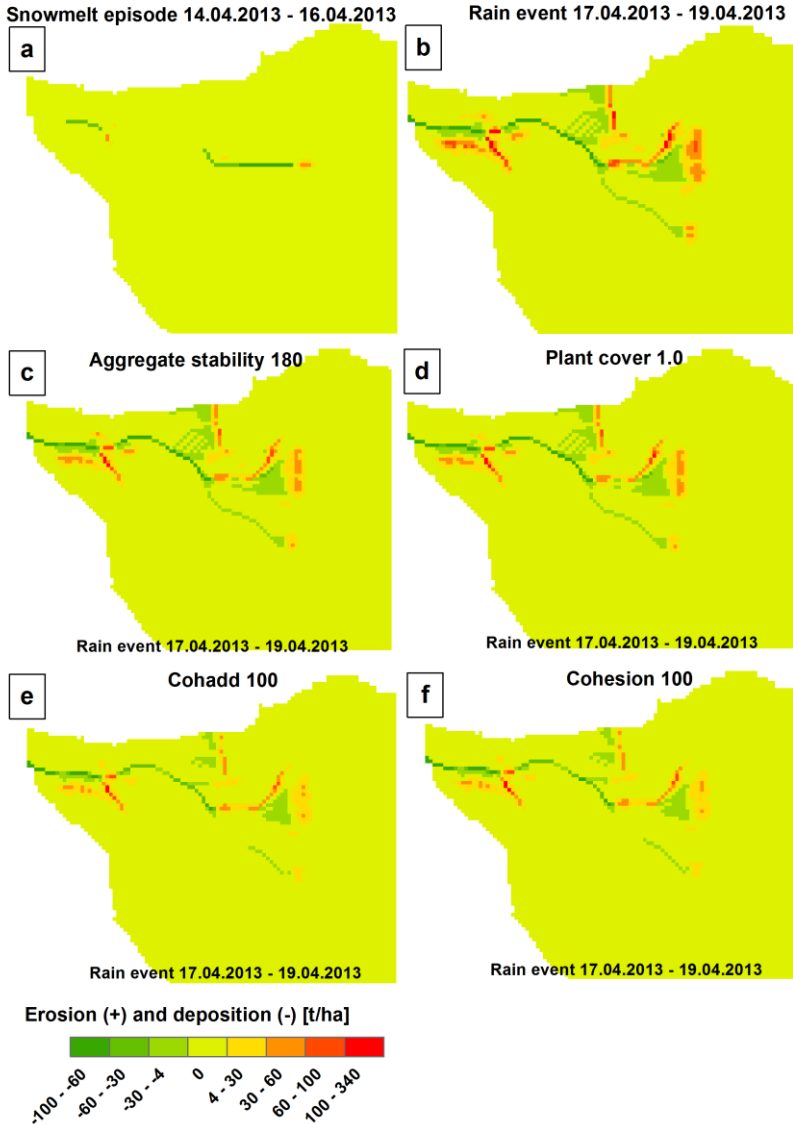 Snowmelt episode 14.04.2013 - 16.04.2013
Rain event 17.04.2013 - 19.04.2013
a
b
c
Aggregate stability 180
d
Plant cover 1.0
Rain event 17.04.2013 - 19.04.2013
Rain event 17.04.2013 - 19.04.2013
e
Cohadd 100
f
Cohesion 100
Rain event 17.04.2013 - 19.04.2013
Rain event 17.04.2013 - 19.04.2013
Erosion (+) and deposition (-) [t/ha]
-100 - -60
-60 - -30
-30 - -4
0
4 - 30
30 - 60
60 - 100
100 - 340